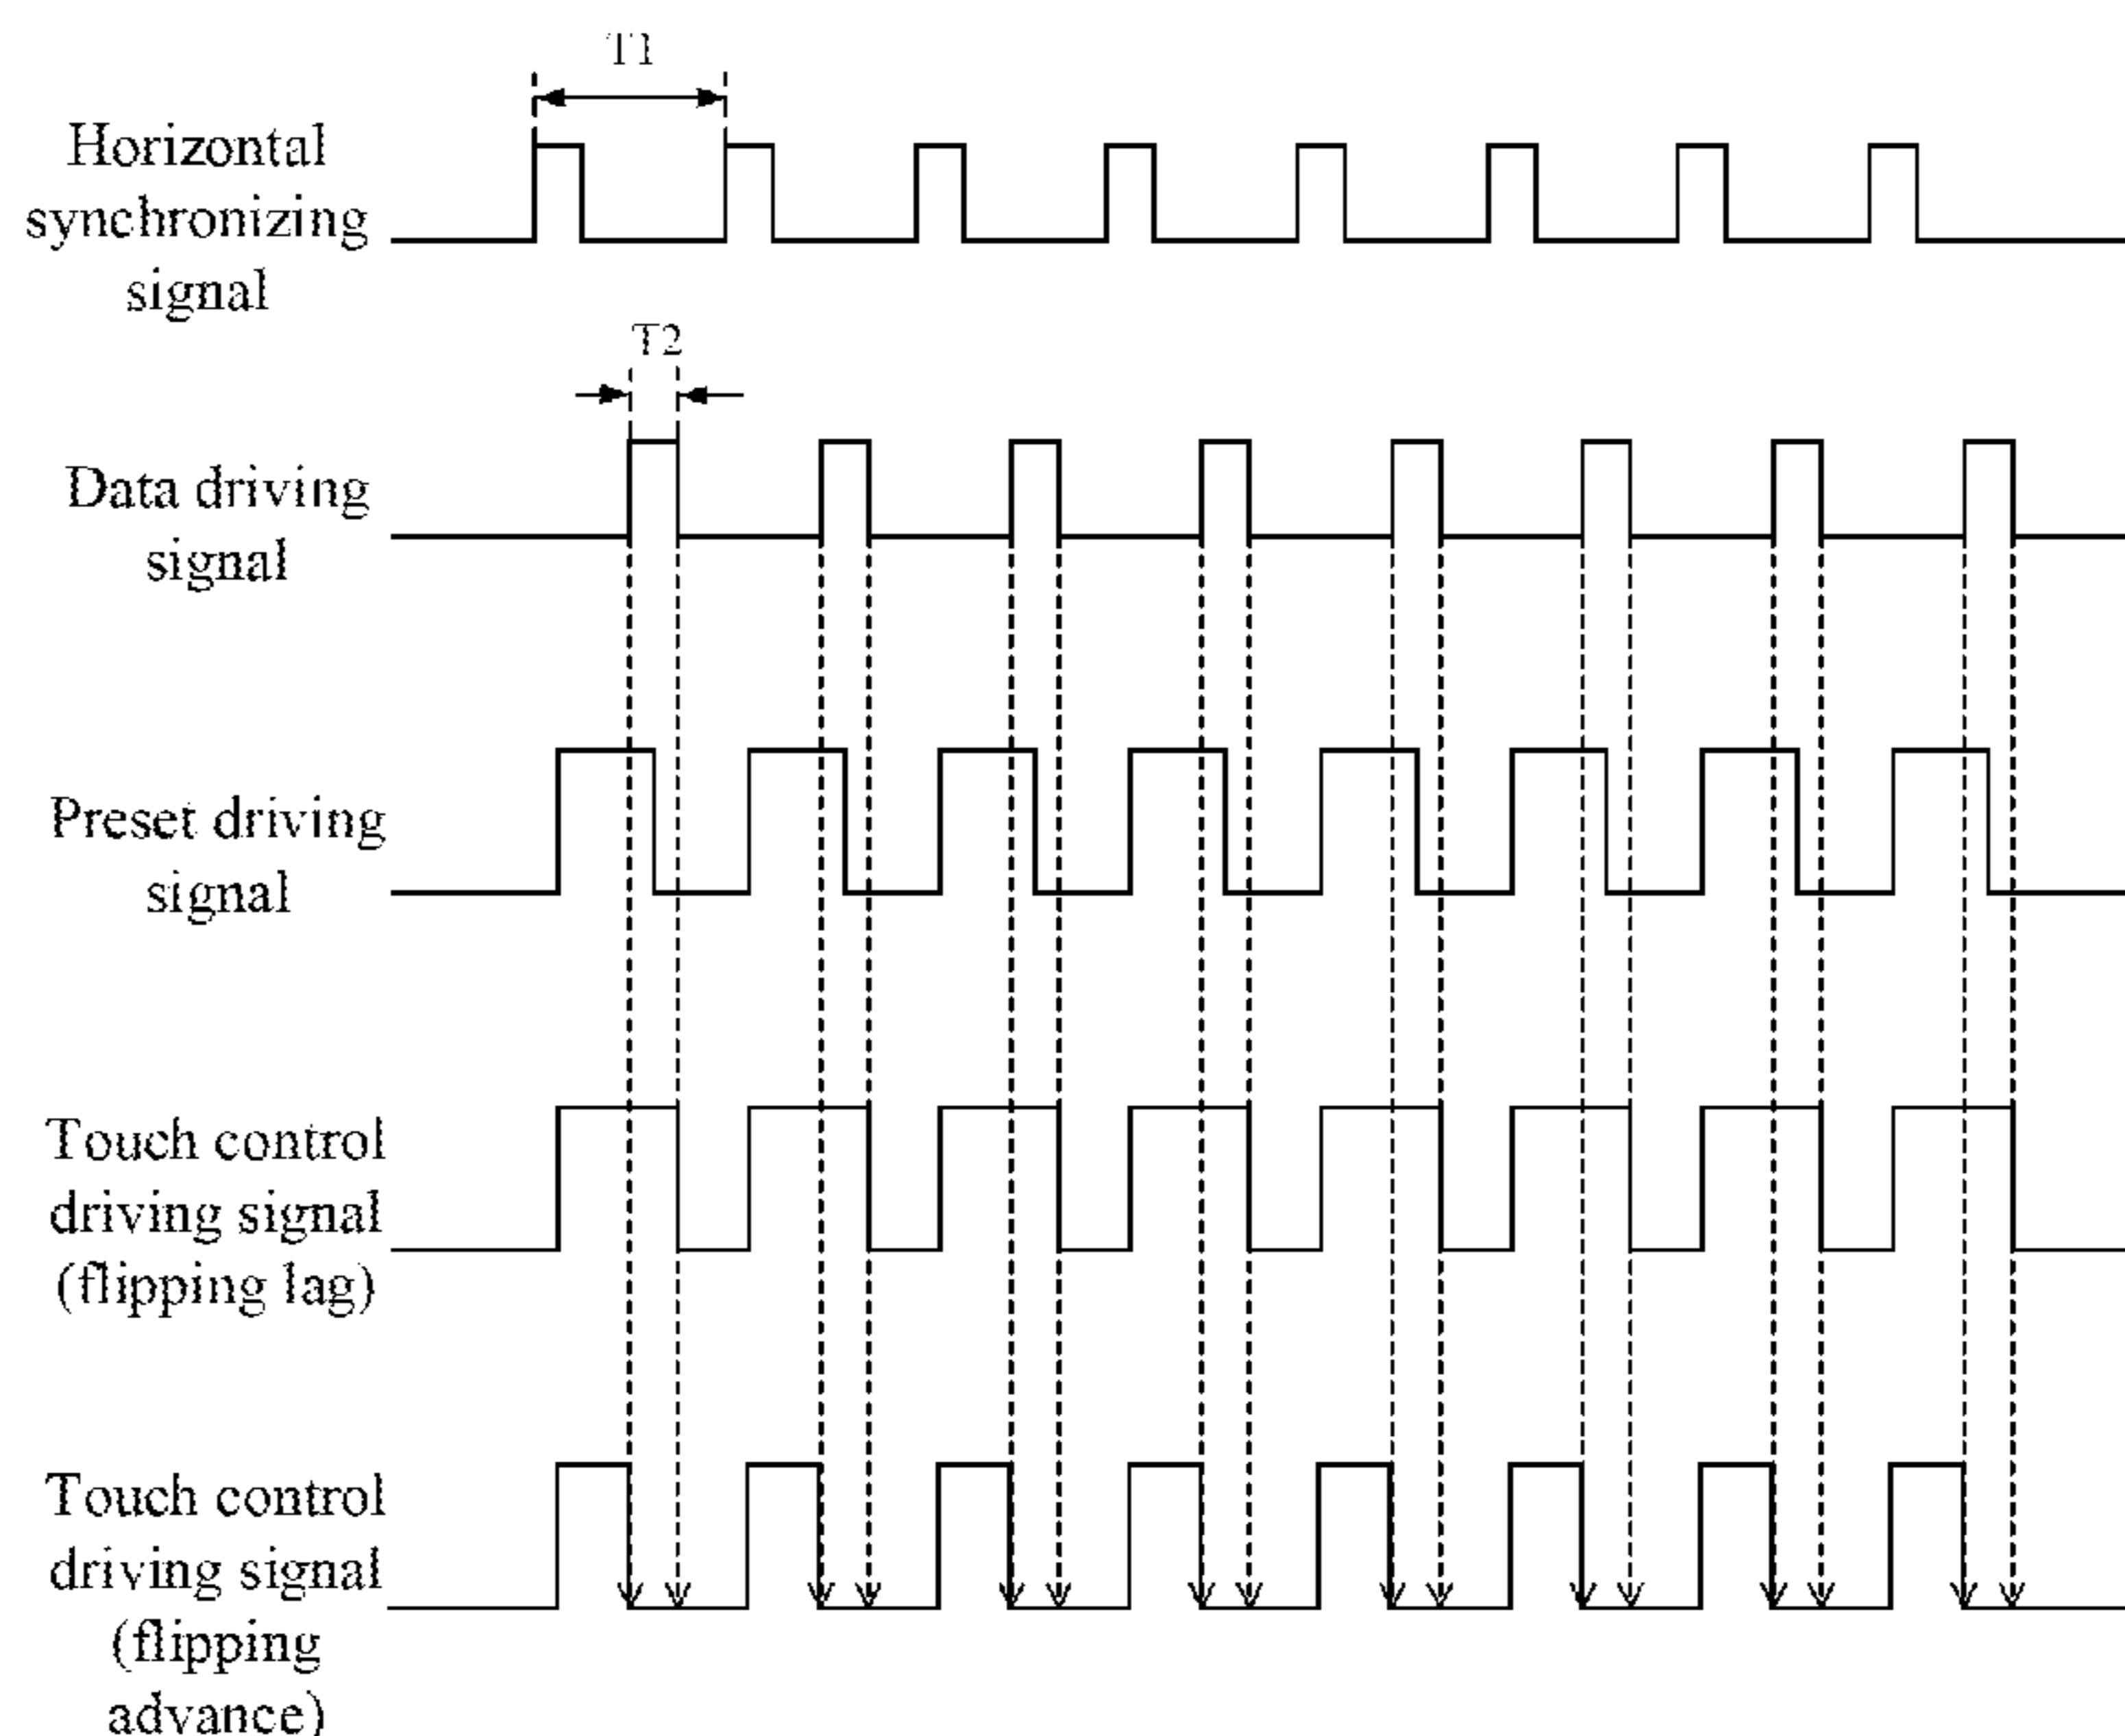 T1
Horizontal
synchronizing
signal
T2
Data driving
signal
Preset driving
signal
Touch control
driving signal
(flipping lag)
Touch control
driving signal
(flipping
advance)